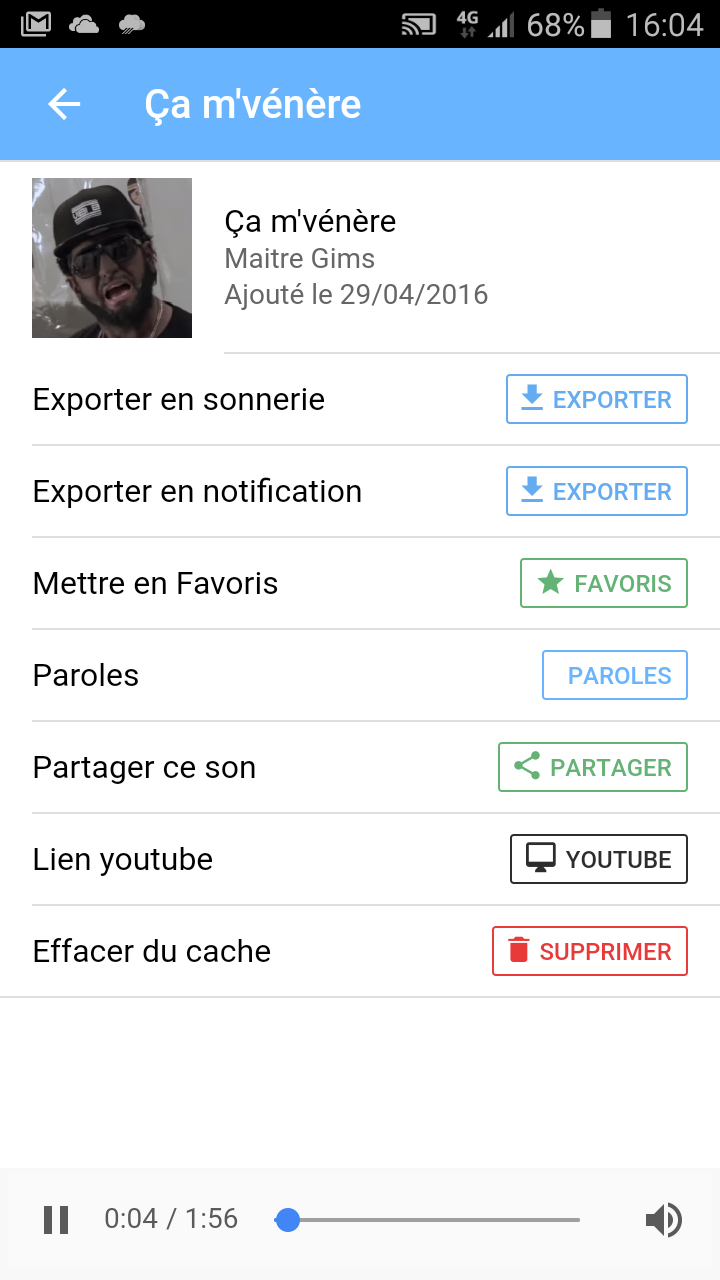 4G 68% 16:04
Ça m'vénère
Ça m'vénère
Maitre Gims
Ajouté le 29/04/2016
Exporter en sonnerie EXPORTER
Exporter en notification EXPORTER
Mettre en Favoris FAVORIS
Paroles PAROLES
Partager ce son PARTAGER
Lien youtube YOUTUBE
Effacer du cache SUPPRIMER
0:04 / 1:56